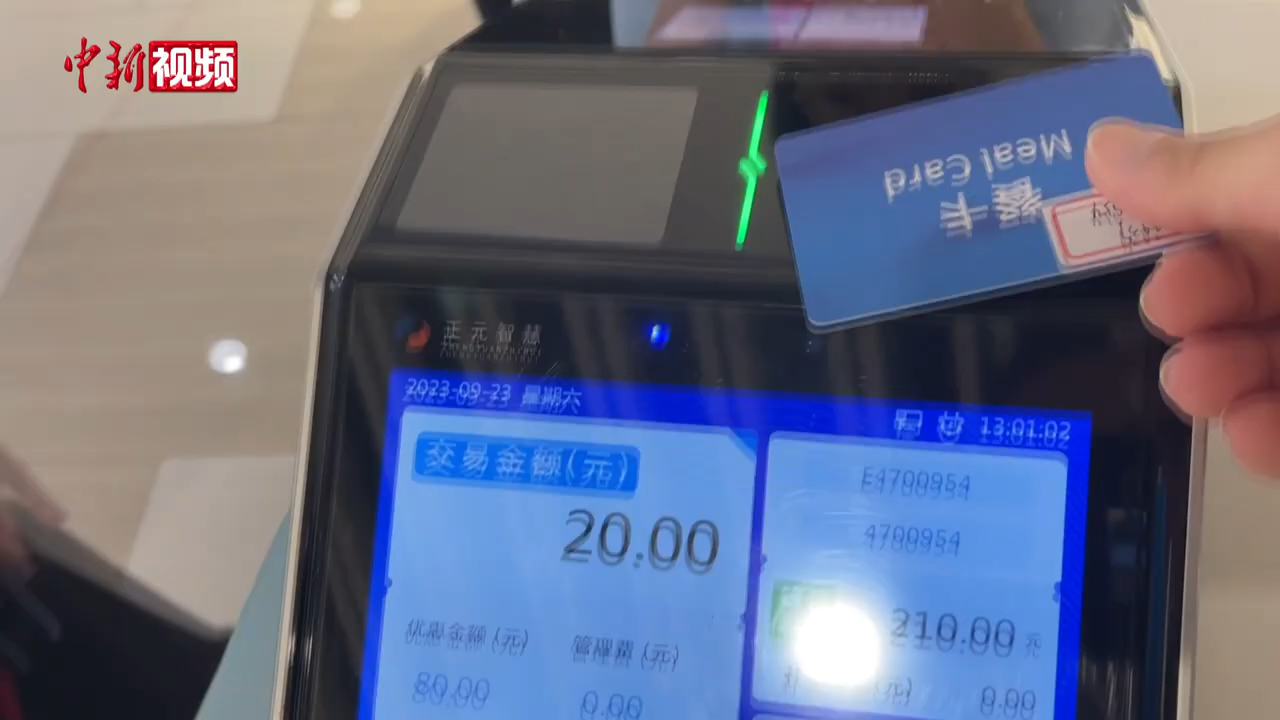 中新视频
Meal Card
餐卡
正元智慧
ZHENGYUANZHIHUI
2023-09-23 星期六
13:01:02
交易金额(元)
20.00
优惠金额(元)
管理费(元)
80.00
0.00
E4700954
4700954
210.00 元
(元)
0.00